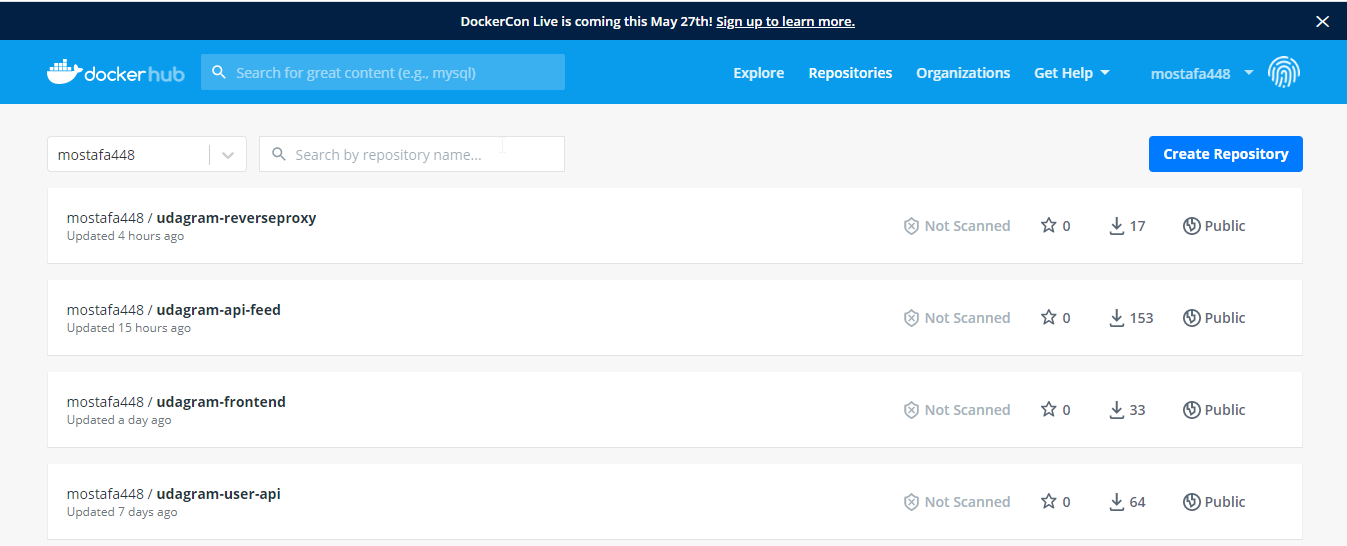 DockerCon Live is coming this May 27th! Sign up to learn more.
docker hub
Search for great content (e.g., mysql)
Explore
Repositories
Organizations
Get Help
mostafa448
mostafa448
Search by repository name...
Create Repository
mostafa448 / udagram-reverseproxy
Updated 4 hours ago
Not Scanned
0
17
Public
mostafa448 / udagram-api-feed
Updated 15 hours ago
Not Scanned
0
153
Public
mostafa448 / udagram-frontend
Updated a day ago
Not Scanned
0
33
Public
mostafa448 / udagram-user-api
Updated 7 days ago
Not Scanned
0
64
Public